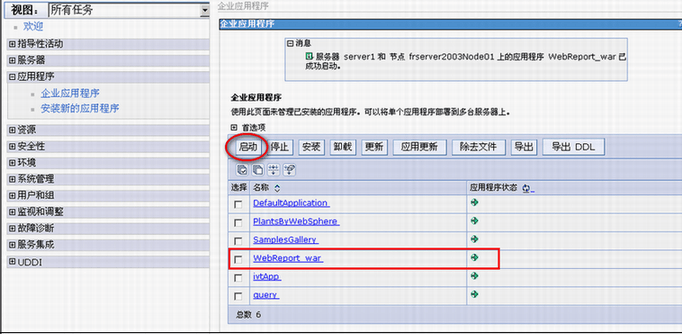 视图: 所有任务
欢迎
指导性活动
服务器
应用程序
企业应用程序
安装新的应用程序
资源
安全性
环境
系统管理
用户和组
监视和调整
故障诊断
服务集成
UDDI
企业应用程序
企业应用程序
消息
服务器 server1 和 节点 frserver2003Node01 上的应用程序 WebReport_war 已
成功启动。
企业应用程序
使用此页面来管理已安装的应用程序。可以将单个应用程序部署到多台服务器上。
首选项
启动 停止 安装 卸载 更新 应用更新 除去文件 导出 导出 DDL
选择 名称 应用程序状态
DefaultApplication
PlantsByWebSphere
SamplesGallery
WebReport_war
ivtApp
query
总数 6